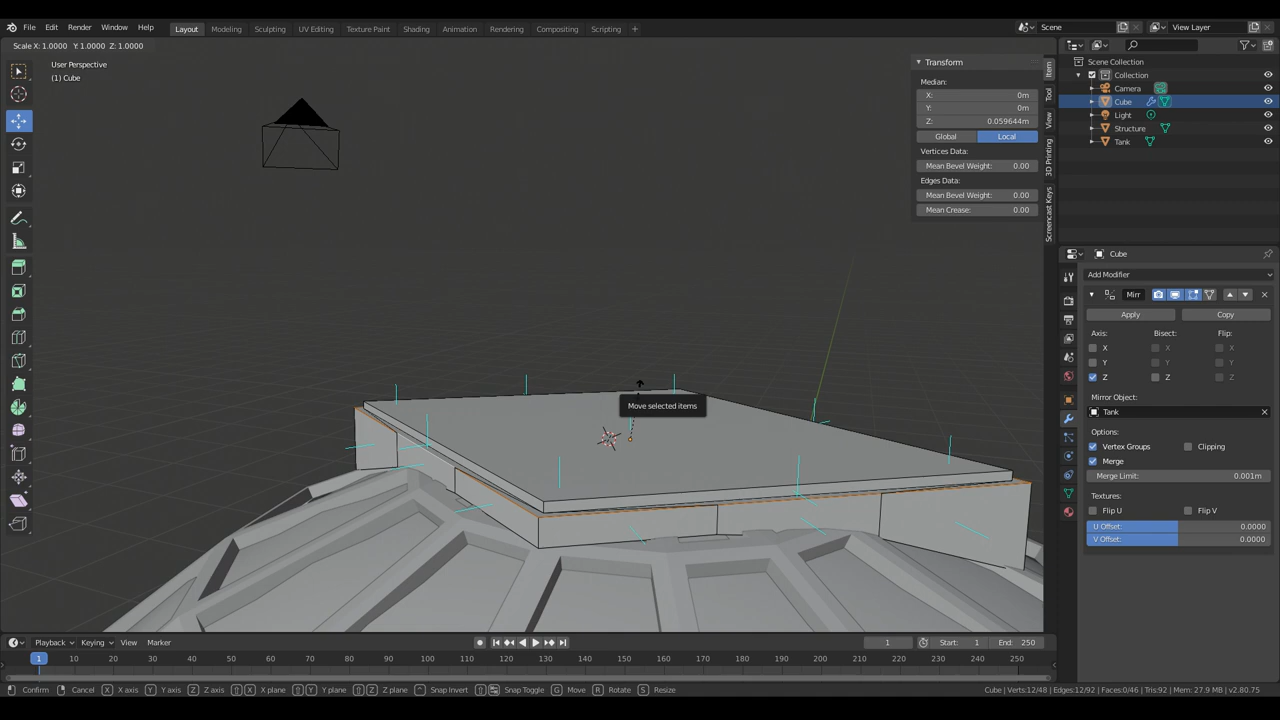 File Edit Render Window Help Layout Modeling Sculpting UV Editing Texture Paint Shading Animation Rendering Compositing Scripting + Scene View Layer
Scale X: 1.0000 Y: 1.0000 Z: 1.0000
User Perspective
(1) Cube
Transform
Median:
X: 0m
Y: 0m
Z: 0.059644m
Global Local
Vertices Data:
Mean Bevel Weight: 0.00
Edges Data:
Mean Bevel Weight: 0.00
Mean Crease: 0.00
Item
Tool
View
3D Printing
Screencast Keys
Scene Collection
Collection
Camera
Cube
Light
Structure
Tank
Cube
Add Modifier
Mirr
Apply Copy
Axis: Bisect: Flip:
X X X
Y Y Y
Z Z Z
Mirror Object:
Tank
Options:
Vertex Groups Clipping
Merge
Merge Limit: 0.001m
Textures:
Flip U Flip V
U Offset: 0.0000
V Offset: 0.0000
Move selected items
Playback Keying View Marker 1 Start: 1 End: 250
1 10 20 30 40 50 60 70 80 90 100 110 120 130 140 150 160 170 180 190 200 210 220 230 240 250
Confirm Cancel X X axis Y Y axis Z Z axis X X plane Y Y plane Z Z plane Snap Invert Snap Toggle G Move R Rotate S Resize Cube | Verts:12/48 | Edges:12/92 | Faces:0/46 | Tris:92 | Mem: 27.9 MB | v2.80.75